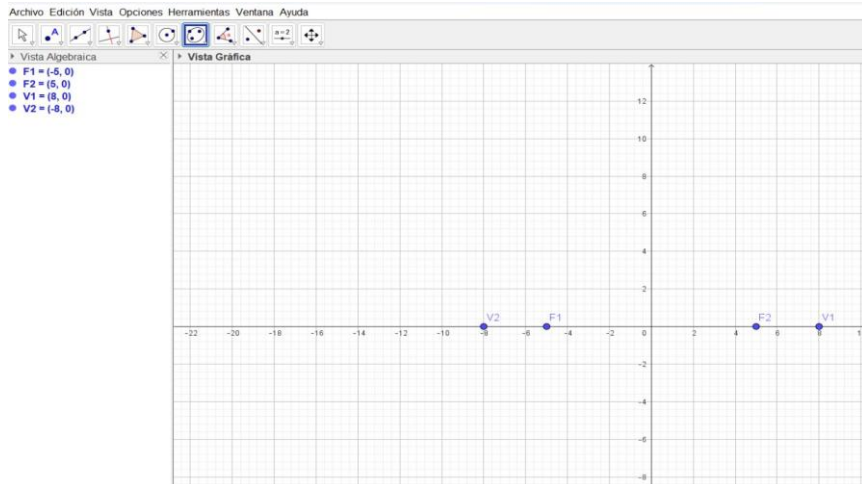 Archivo Edición Vista Opciones Herramientas Ventana Ayuda
A
a=2
Vista Algebraica
Vista Gráfica
F1 = (-5, 0)
F2 = (5, 0)
V1 = (8, 0)
V2 = (-8, 0)
12
10
8
6
4
2
V2 F1 F2 V1
-22 -20 -18 -16 -14 -12 -10 -8 -6 -4 -2 0 2 4 6 8 1
-2
-4
-6
-8